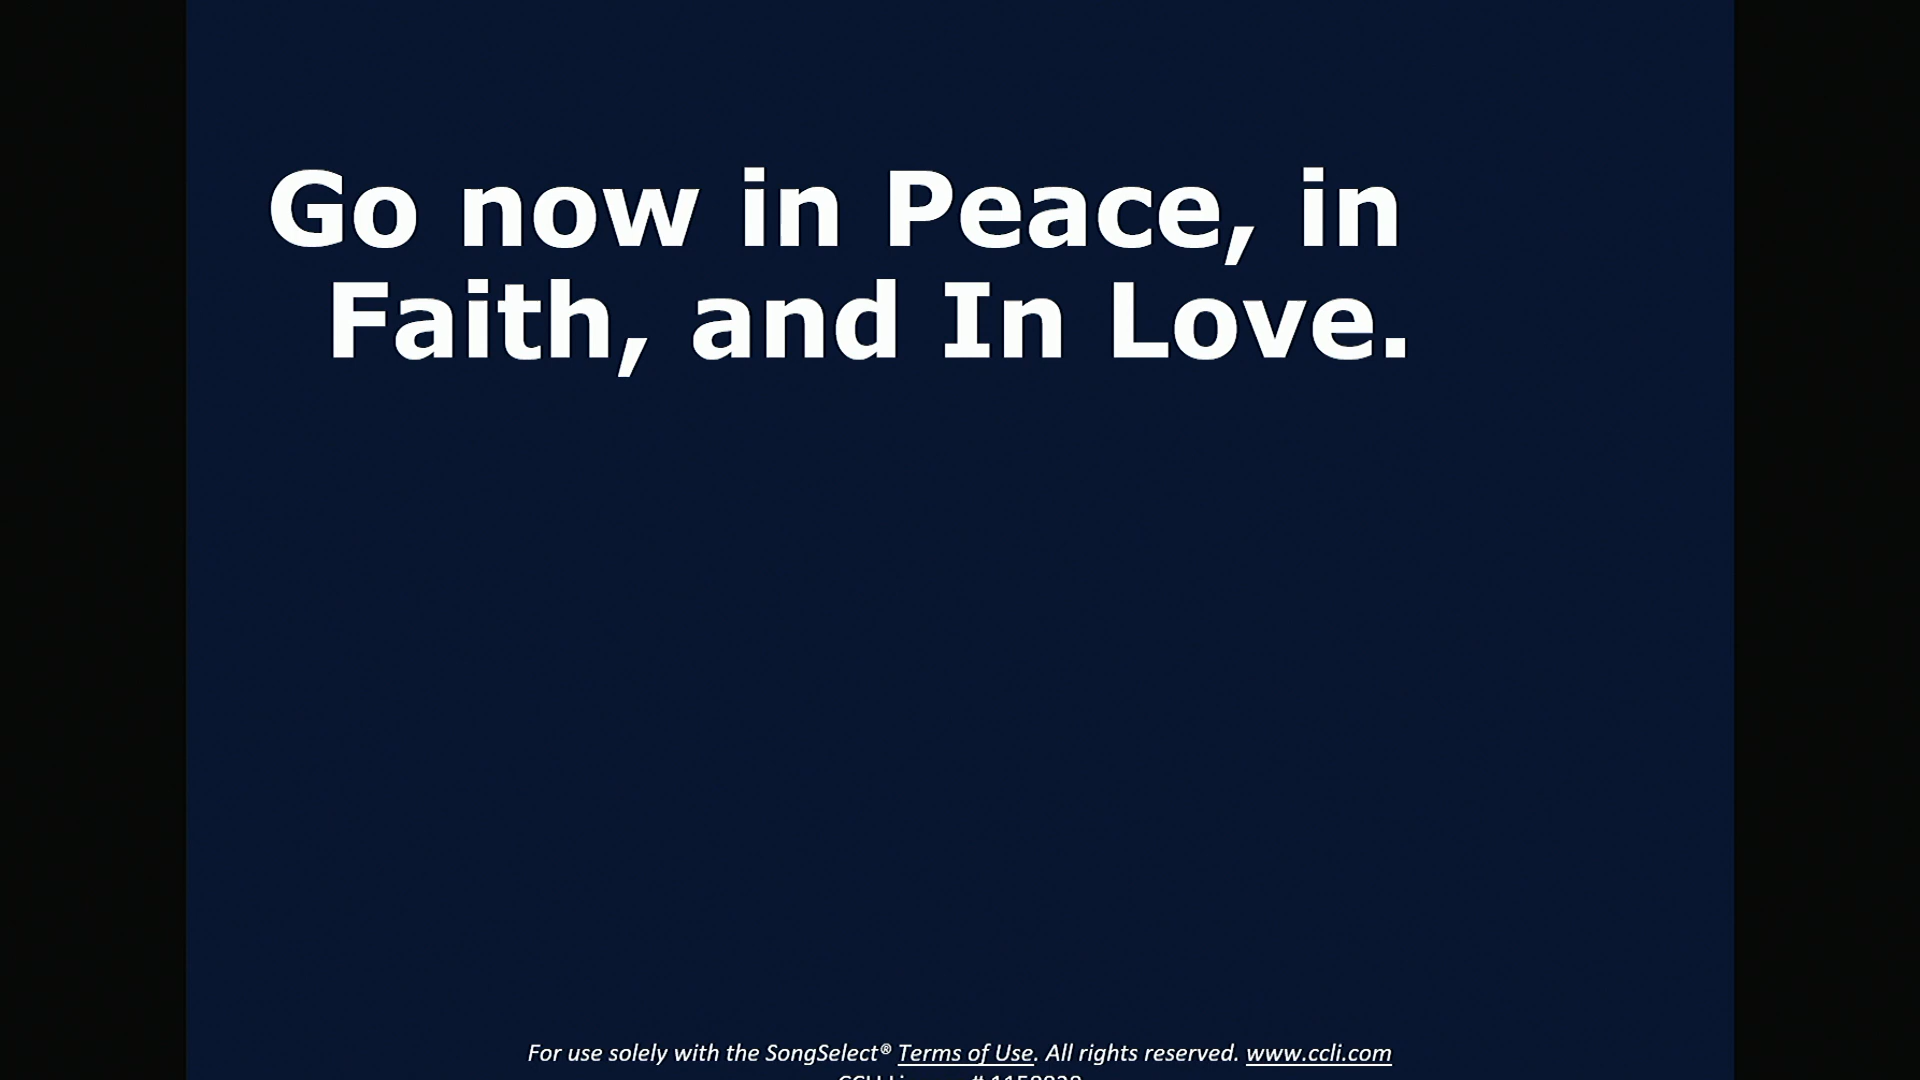 Go now in Peace, in
Faith, and In Love.
For use solely with the SongSelect® Terms of Use. All rights reserved. www.ccli.com